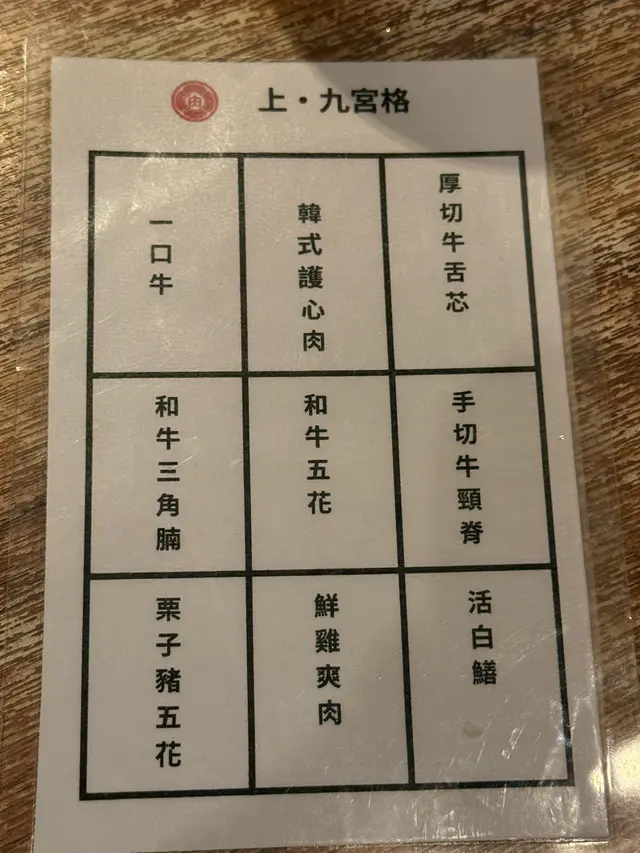 肉
上・九宮格
一口牛
韓式護心肉
厚切牛舌芯
和牛三角腩
和牛五花
手切牛頸脊
栗子豬五花
鮮雞爽肉
活白鱔